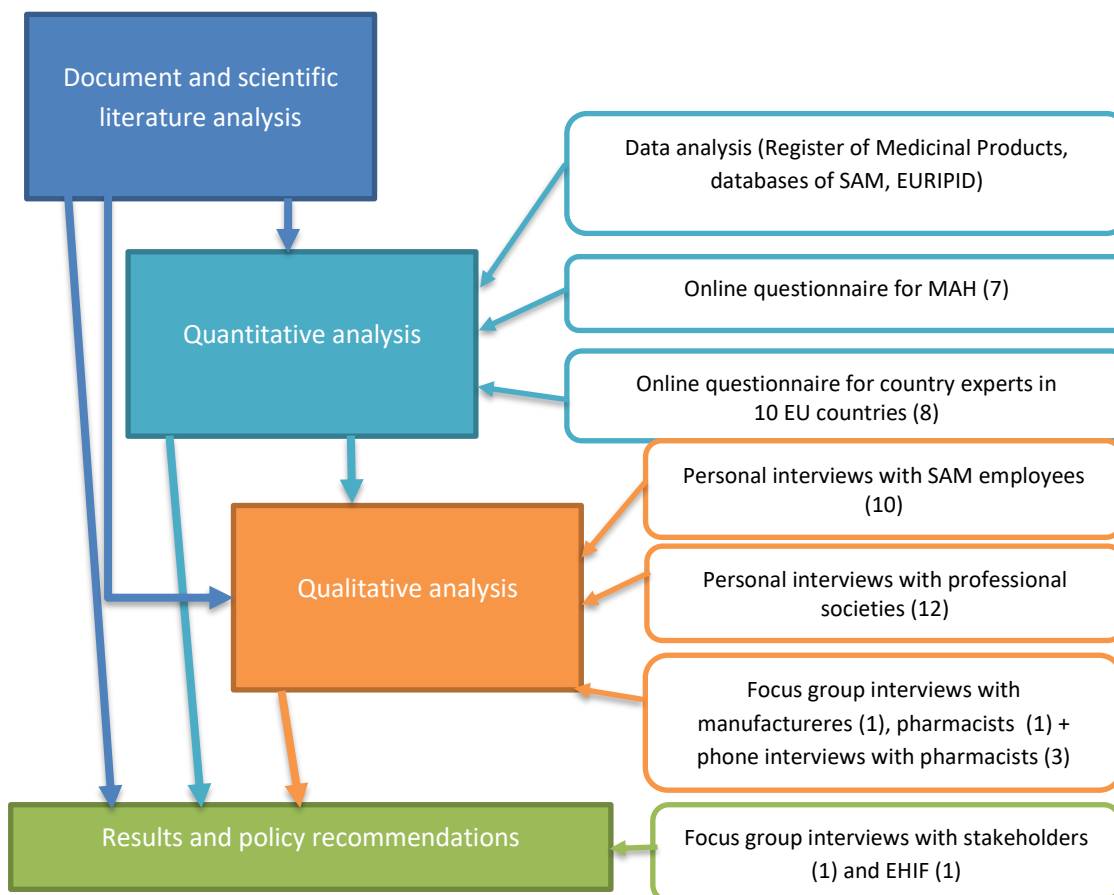 Document and scientific
literature analysis
Data analysis (Register of Medicinal Products,
databases of SAM, EURIPID)
Quantitative analysis
Online questionnaire for MAH (7)
Online questionnaire for country experts in
10 EU countries (8)
Personal interviews with SAM employees
(10)
Qualitative analysis
Personal interviews with professional
societies (12)
Focus group interviews with
manufactureres (1), pharmacists (1) +
phone interviews with pharmacists (3)
Results and policy recommendations
Focus group interviews with stakeholders
(1) and EHIF (1)